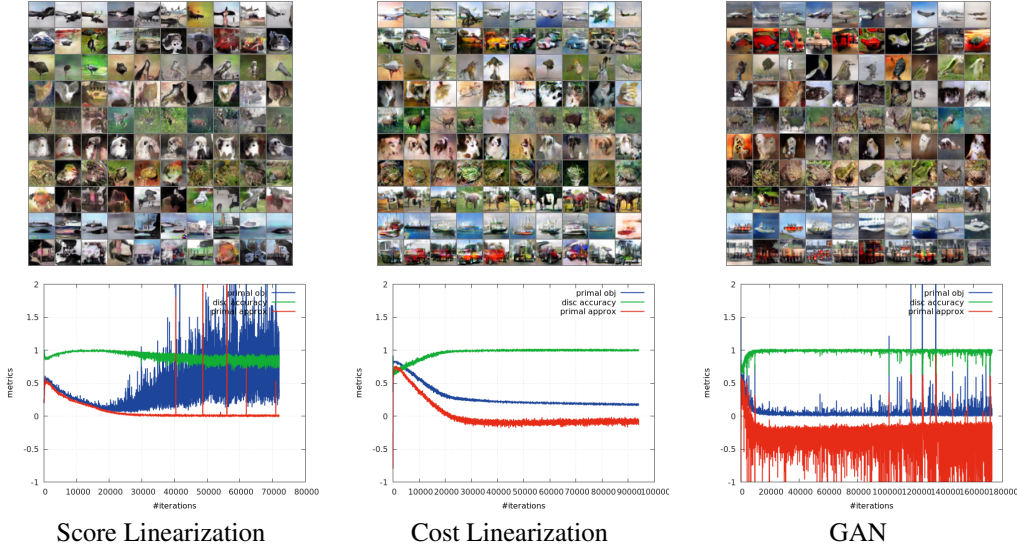 2
1.5
1
0.5
0
-0.5
-1
metrics
primal obj
disc accuracy
primal approx
0 10000 20000 30000 40000 50000 60000 70000 80000
#iterations
Score Linearization
2
1.5
1
0.5
0
-0.5
-1
metrics
primal obj
disc accuracy
primal approx
0 10000 20000 30000 40000 50000 60000 70000 80000 90000 100000
#iterations
Cost Linearization
2
1.5
1
0.5
0
-0.5
-1
metrics
primal obj
disc accuracy
primal approx
0 20000 40000 60000 80000 100000 120000 140000 160000 180000
#iterations
GAN